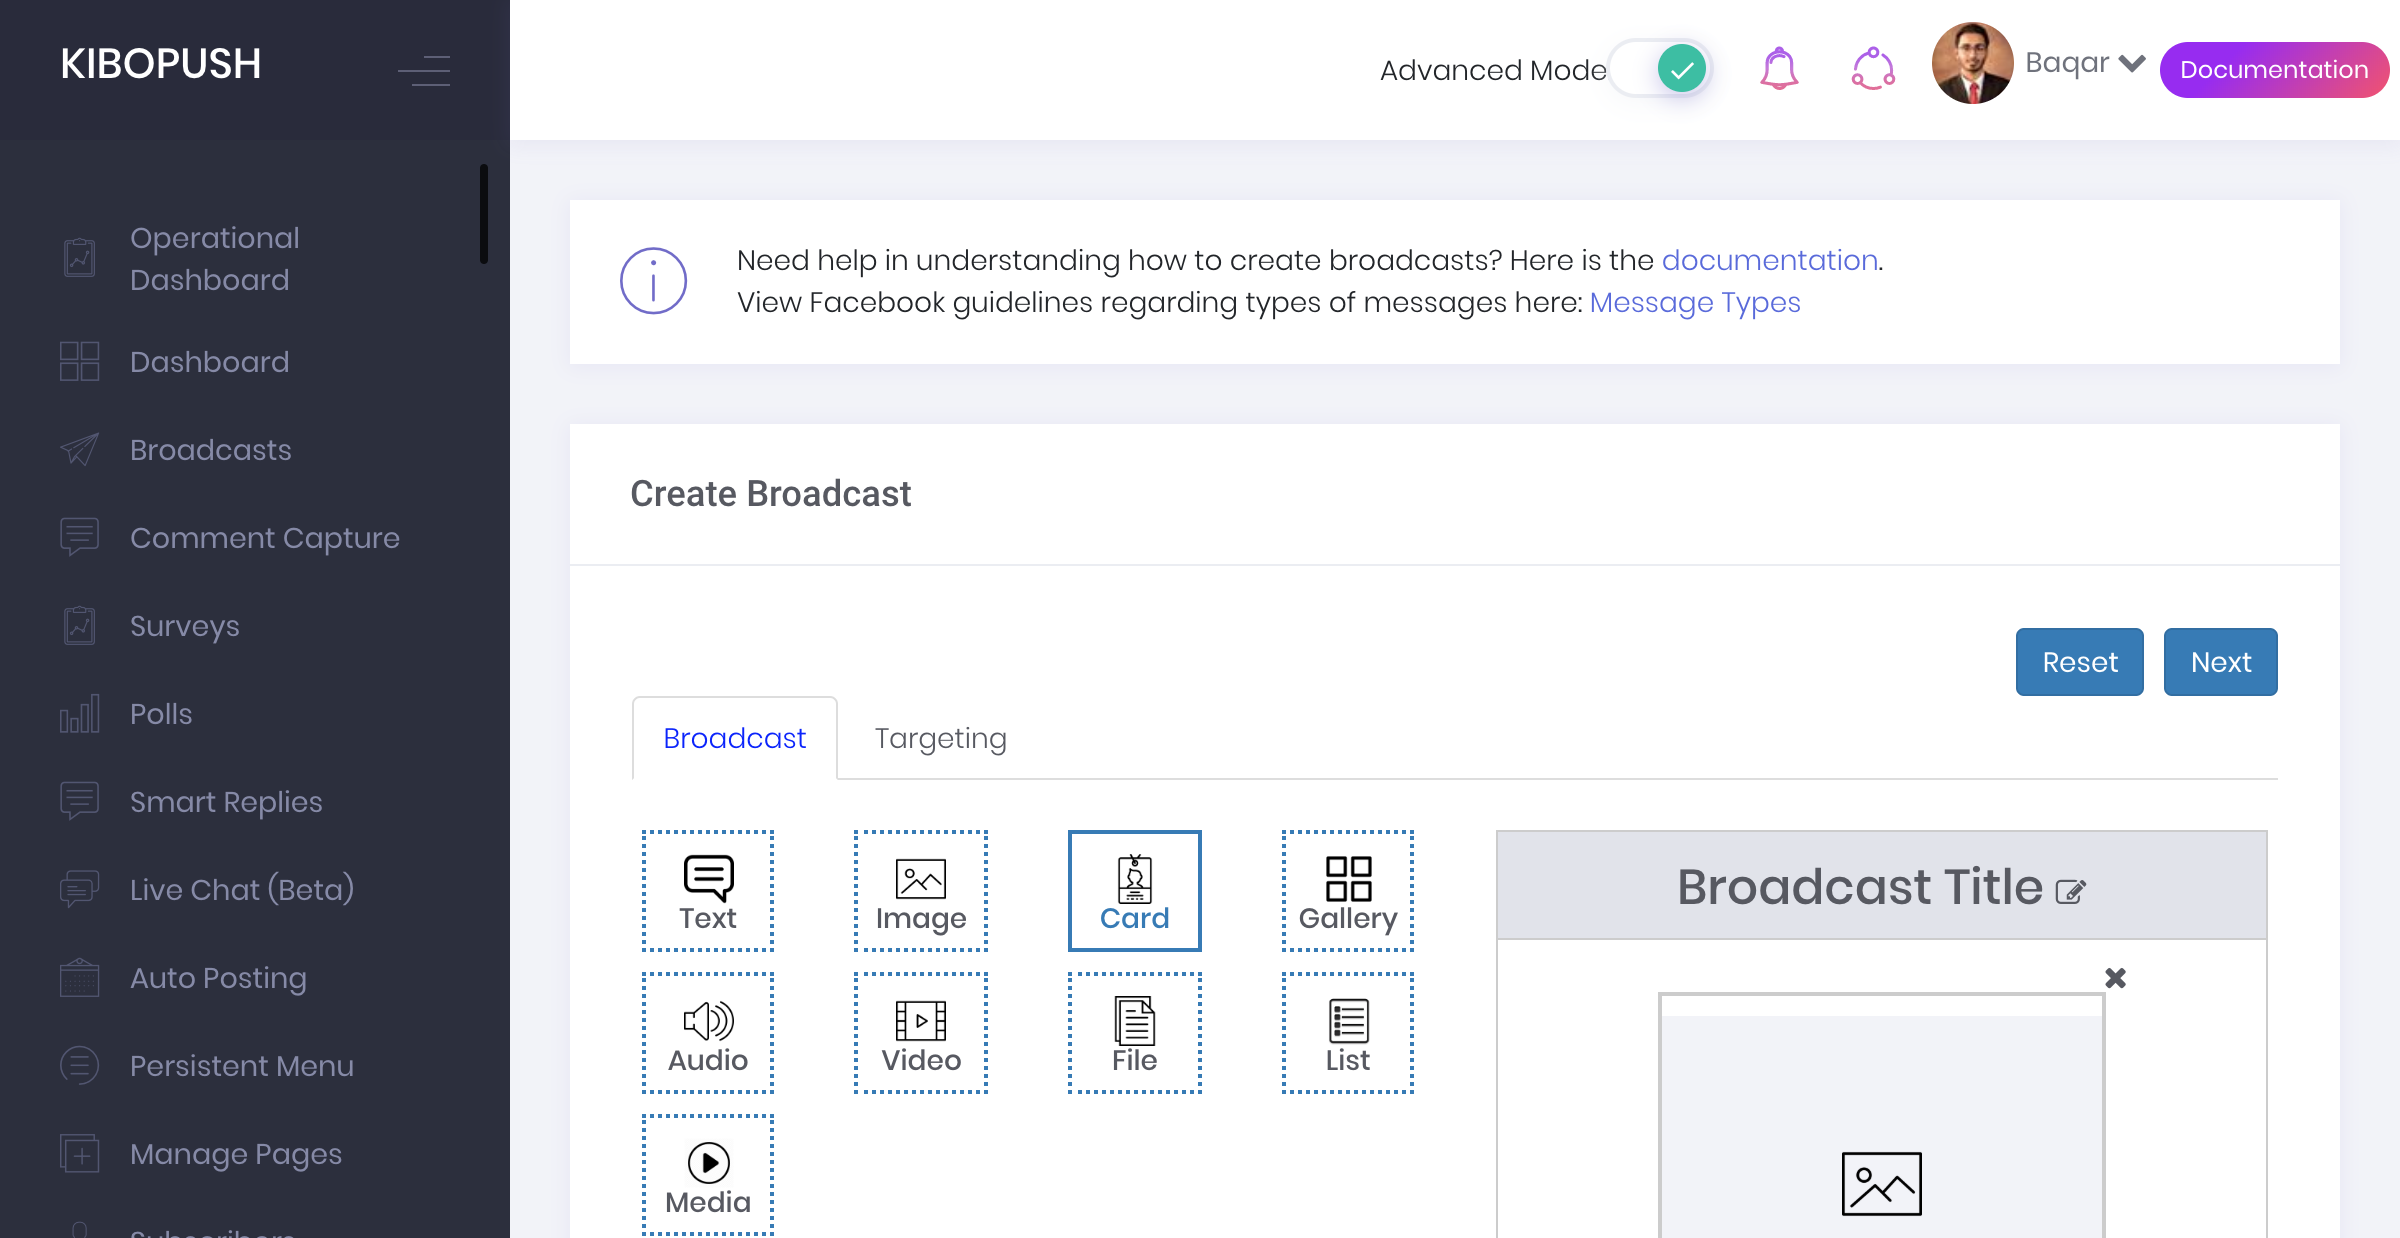 KIBOPUSH
Advanced Mode
Baqar
Documentation
Operational
Dashboard
Dashboard
Broadcasts
Comment Capture
Surveys
Polls
Smart Replies
Live Chat (Beta)
Auto Posting
Persistent Menu
Manage Pages
Subscribers
Need help in understanding how to create broadcasts? Here is the documentation.
View Facebook guidelines regarding types of messages here: Message Types
Create Broadcast
Reset
Next
Broadcast
Targeting
Text
Image
Card
Gallery
Audio
Video
File
List
Media
Broadcast Title